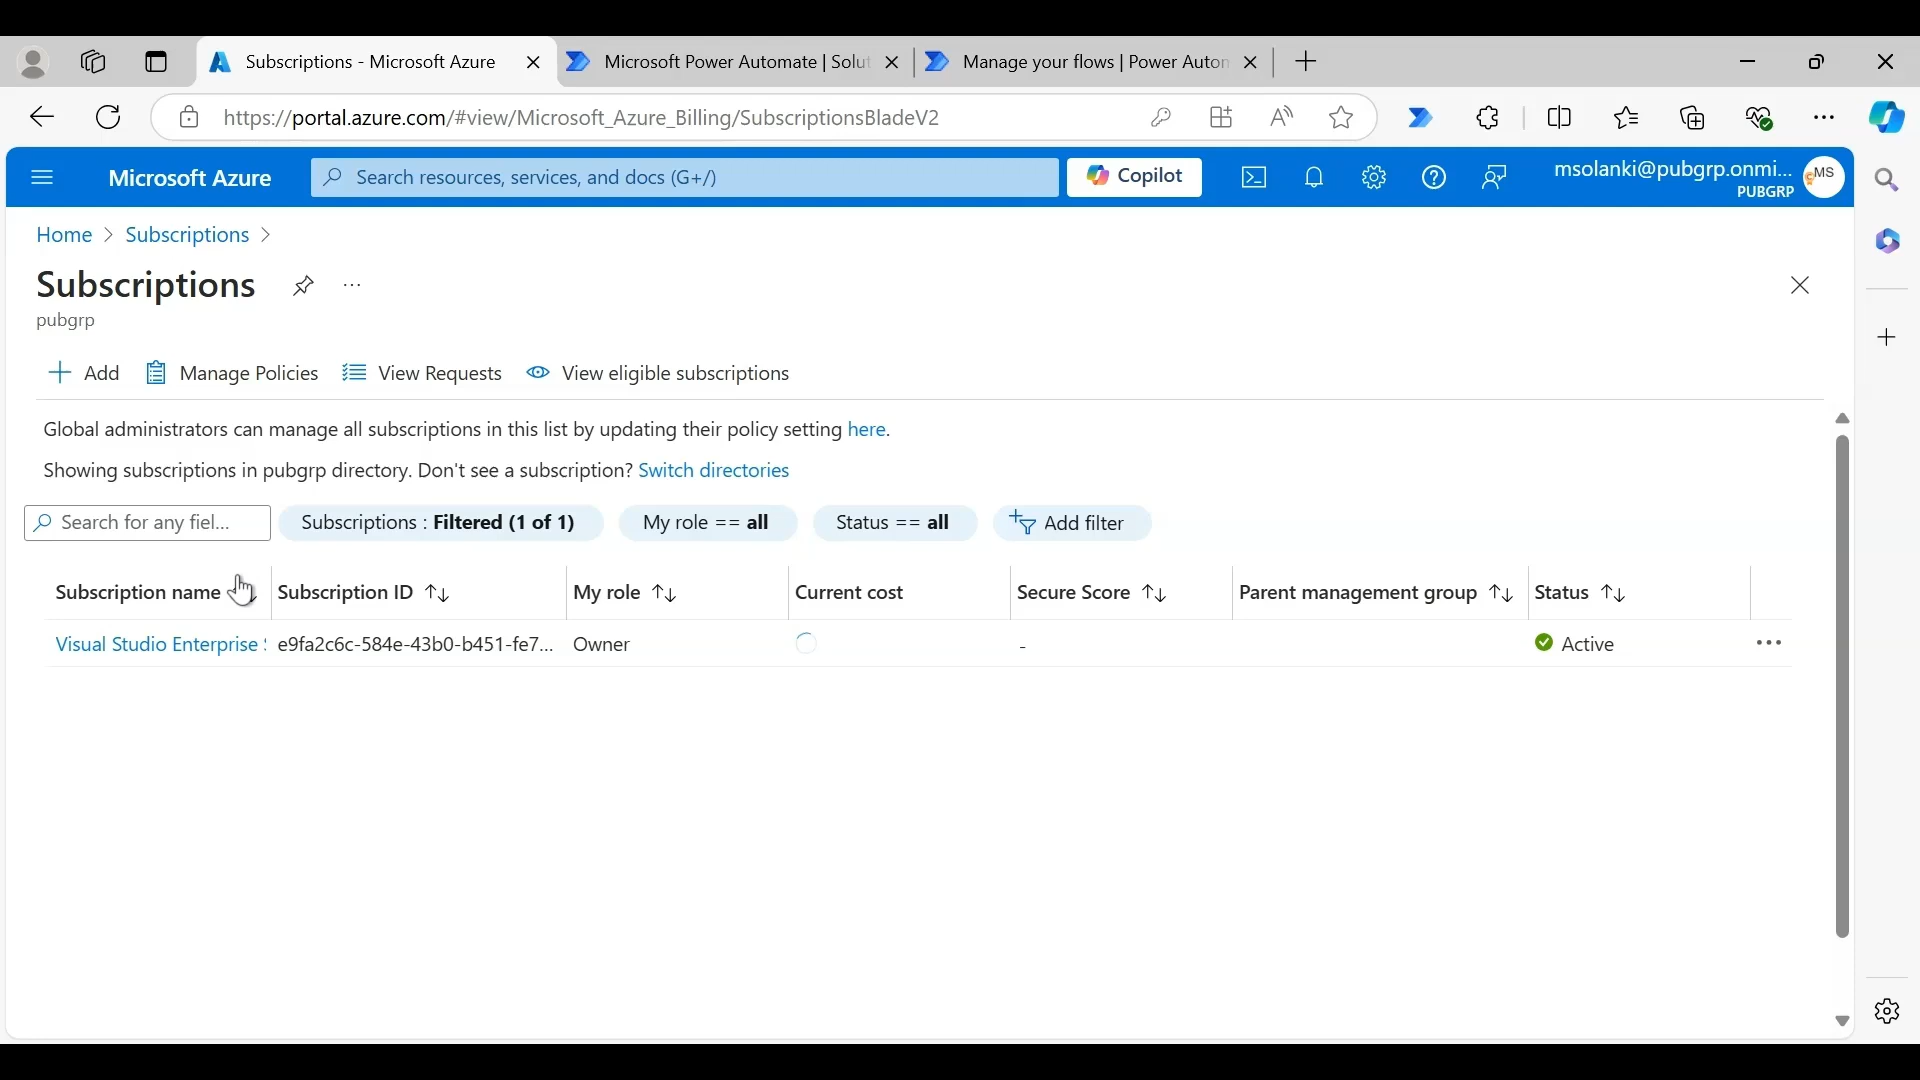 Subscriptions - Microsoft Azure
Microsoft Power Automate | Solut
Manage your flows | Power Autom
https://portal.azure.com/#view/Microsoft_Azure_Billing/SubscriptionsBladeV2
Microsoft Azure
Search resources, services, and docs (G+/)
Copilot
msolanki@pubgrp.onmi...
PUBGRP
MS
Home > Subscriptions >
Subscriptions
...
pubgrp
Add
Manage Policies
View Requests
View eligible subscriptions
Global administrators can manage all subscriptions in this list by updating their policy setting here.
Showing subscriptions in pubgrp directory. Don't see a subscription? Switch directories
Search for any fiel...
Subscriptions : Filtered (1 of 1)
My role == all
Status == all
Add filter
Subscription name
Subscription ID
My role
Current cost
Secure Score
Parent management group
Status
Visual Studio Enterprise
e9fa2c6c-584e-43b0-b451-fe7...
Owner
-
Active